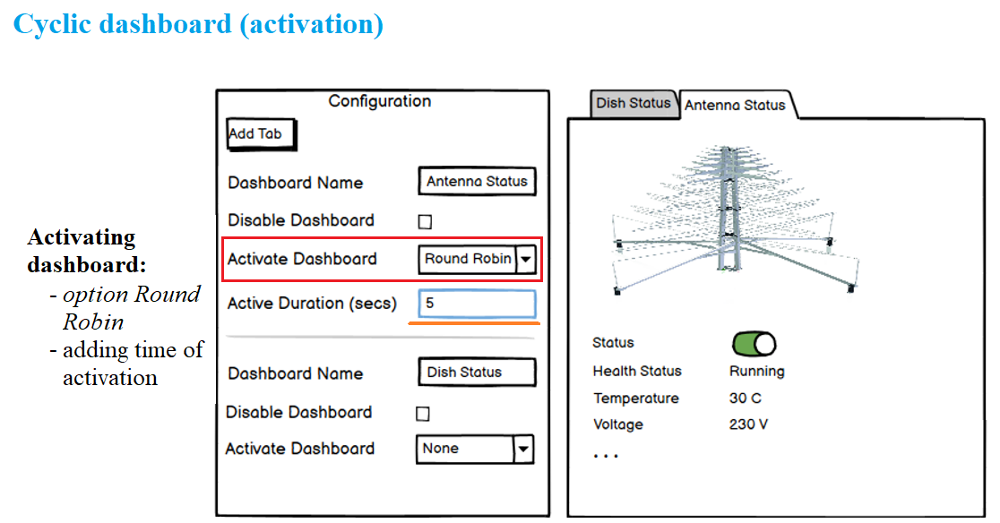 Cyclic dashboard (activation)
Activating
dashboard:
- option Round
Robin
- adding time of
activation
Configuration
Add Tab
Dashboard Name Antenna Status
Disable Dashboard
Activate Dashboard Round Robin
Active Duration (secs) 5
Dashboard Name Dish Status
Disable Dashboard
Activate Dashboard None
Dish Status Antenna Status
Status
Health Status Running
Temperature 30 C
Voltage 230 V
...